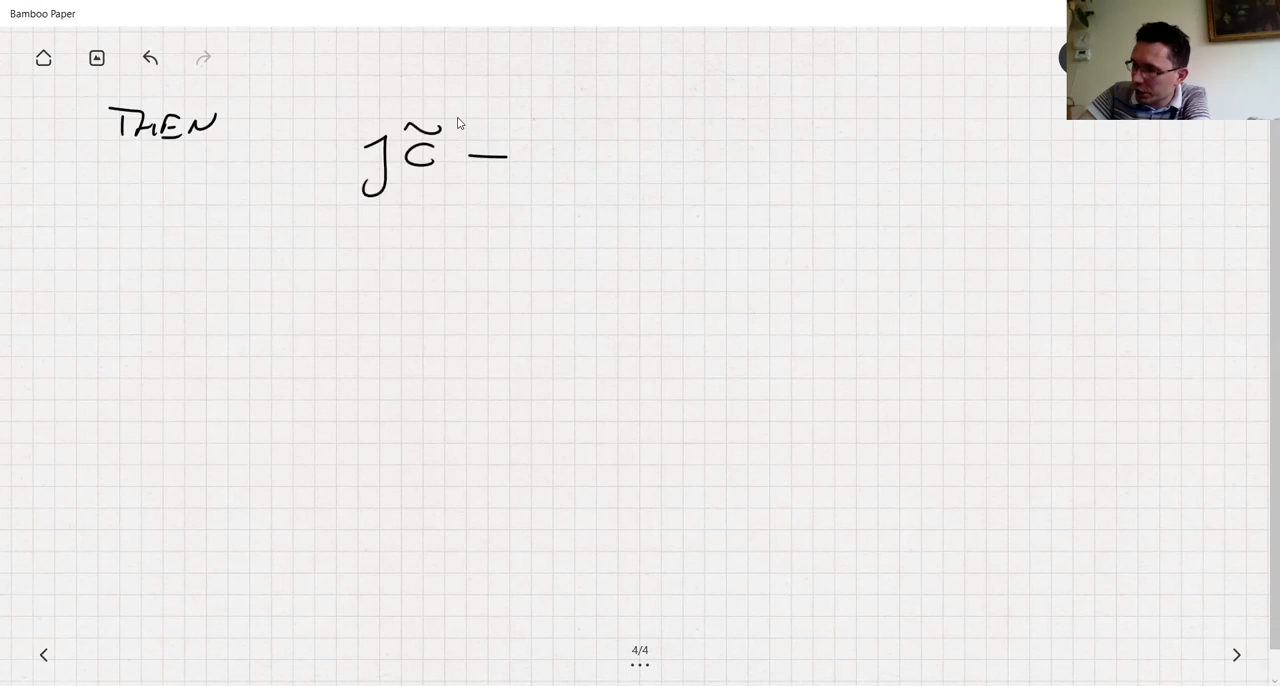 Bamboo Paper
THEN J c̃ —
4/4